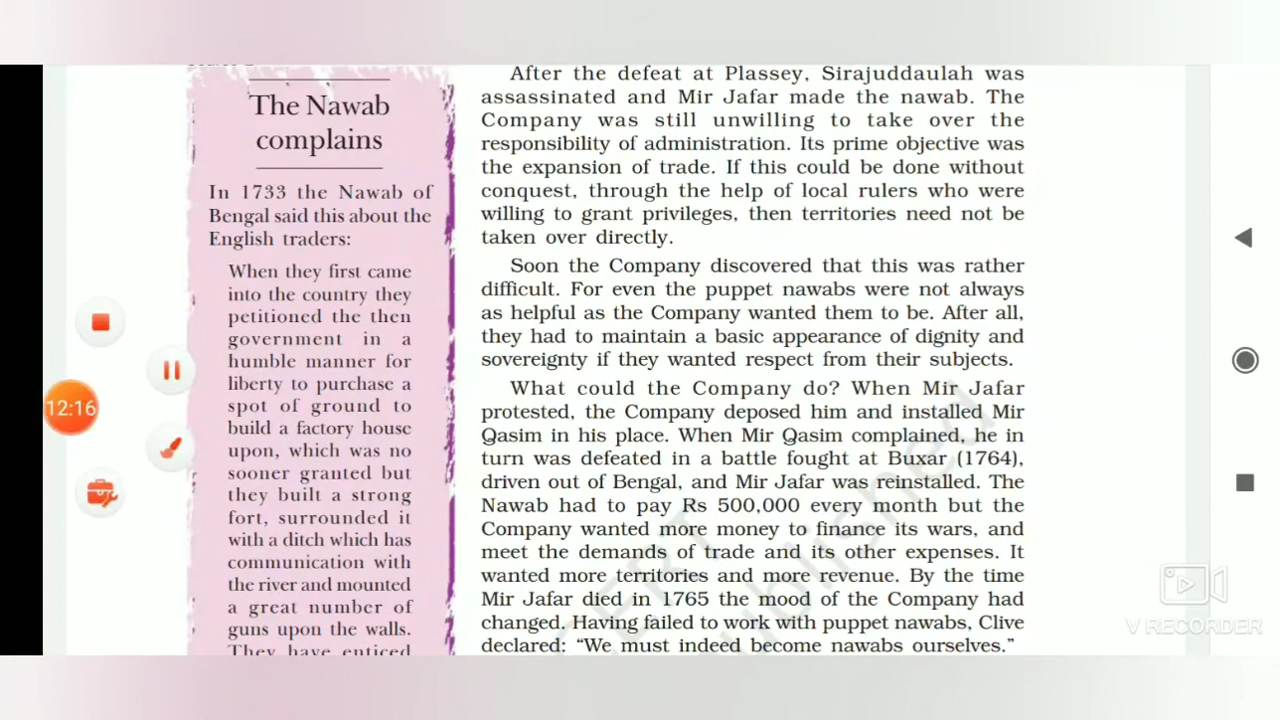 The Nawab
complains
In 1733 the Nawab of
Bengal said this about the
English traders:
When they first came
into the country they
petitioned the then
government in a
humble manner for
liberty to purchase a
spot of ground to
build a factory house
upon, which was no
sooner granted but
they built a strong
fort, surrounded it
with a ditch which has
communication with
the river and mounted
a great number of
guns upon the walls.
They have enticed
After the defeat at Plassey, Sirajuddaulah was
assassinated and Mir Jafar made the nawab. The
Company was still unwilling to take over the
responsibility of administration. Its prime objective was
the expansion of trade. If this could be done without
conquest, through the help of local rulers who were
willing to grant privileges, then territories need not be
taken over directly.
Soon the Company discovered that this was rather
difficult. For even the puppet nawabs were not always
as helpful as the Company wanted them to be. After all,
they had to maintain a basic appearance of dignity and
sovereignty if they wanted respect from their subjects.
What could the Company do? When Mir Jafar
protested, the Company deposed him and installed Mir
Qasim in his place. When Mir Qasim complained, he in
turn was defeated in a battle fought at Buxar (1764),
driven out of Bengal, and Mir Jafar was reinstalled. The
Nawab had to pay Rs 500,000 every month but the
Company wanted more money to finance its wars, and
meet the demands of trade and its other expenses. It
wanted more territories and more revenue. By the time
Mir Jafar died in 1765 the mood of the Company had
changed. Having failed to work with puppet nawabs, Clive
declared: “We must indeed become nawabs ourselves.”
12:16
V RECORDER